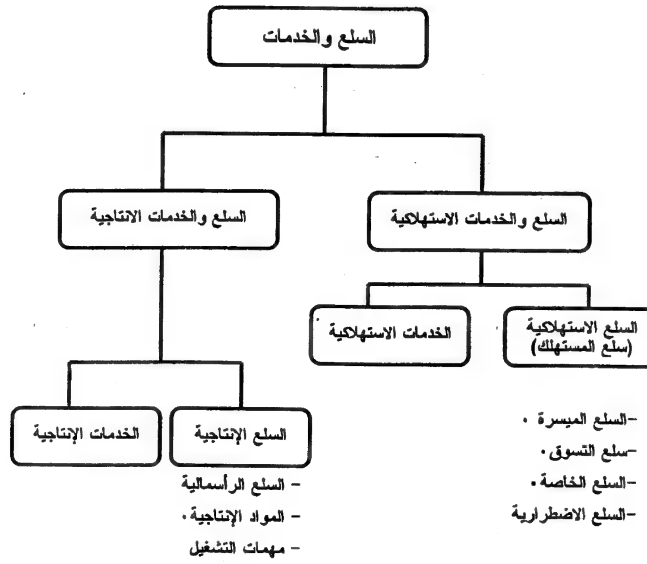 السلع والخدمات
السلع والخدمات الاستهلاكية
السلع والخدمات الانتاجية
السلع الاستهلاكية
(سلع المستهلك)
الخدمات الاستهلاكية
-السلع الميسرة .
-سلع التسوق.
-السلع الخاصة.
-السلع الاضطرارية
السلع الإنتاجية
الخدمات الإنتاجية
- السلع الرأسمالية
- المواد الإنتاجية.
- مهمات التشغيل